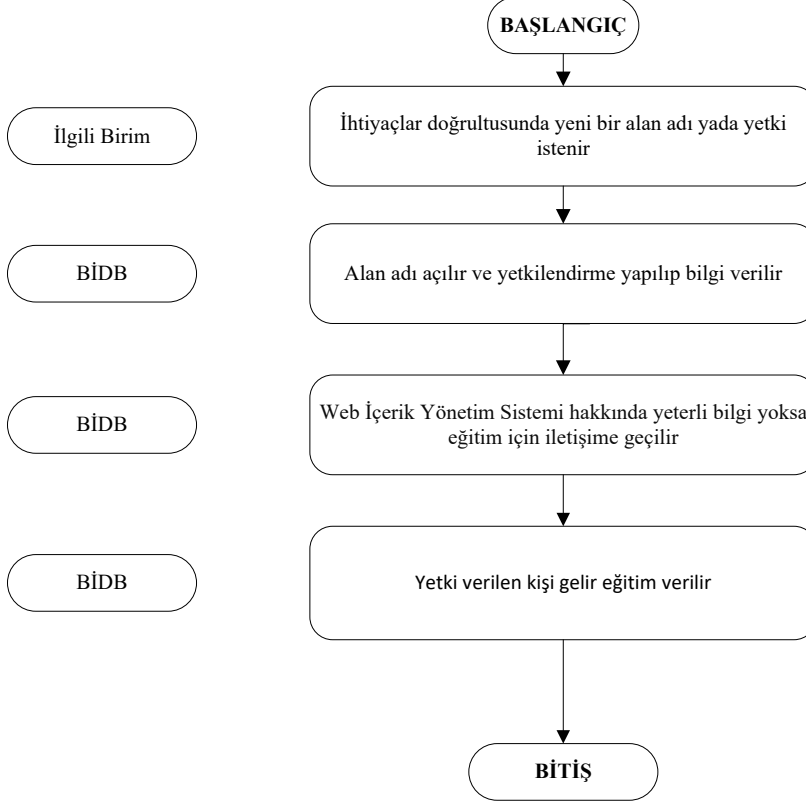 BAŞLANGIÇ
İlgili Birim
İhtiyaçlar doğrultusunda yeni bir alan adı yada yetki
istenir
BİDB
Alan adı açılır ve yetkilendirme yapılıp bilgi verilir
BİDB
Web İçerik Yönetim Sistemi hakkında yeterli bilgi yoksa
eğitim için iletişime geçilir
BİDB
Yetki verilen kişi gelir eğitim verilir
BİTİŞ